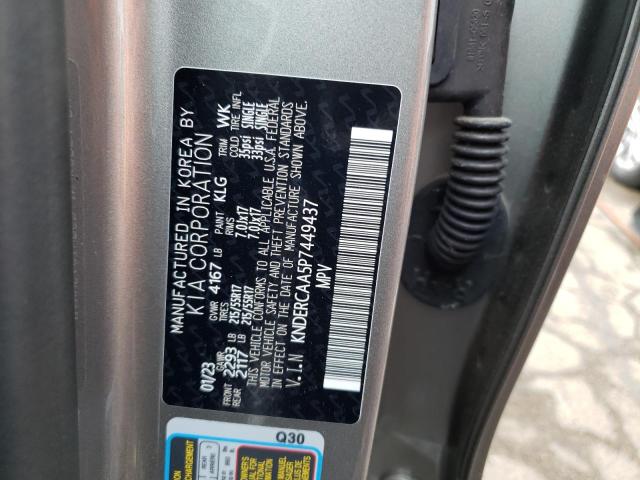 MANUFACTURED IN KOREA BY
KIA CORPORATION
01/23 GVWR 4167 LB PAINT KLG TRIM WK
GAWR TIRES RIMS COLD TIRE INFL
FRONT 2293 LB 215/55R17 7.0Jx17 35psi SINGLE
REAR 2117 LB 215/55R17 7.0Jx17 33psi SINGLE
THIS VEHICLE CONFORMS TO ALL APPLICABLE U.S.A. FEDERAL
MOTOR VEHICLE SAFETY AND THEFT PREVENTION STANDARDS
IN EFFECT ON THE DATE OF MANUFACTURE SHOWN ABOVE.
V.I.N KNDERCAA5P7449437
MPV
Q30